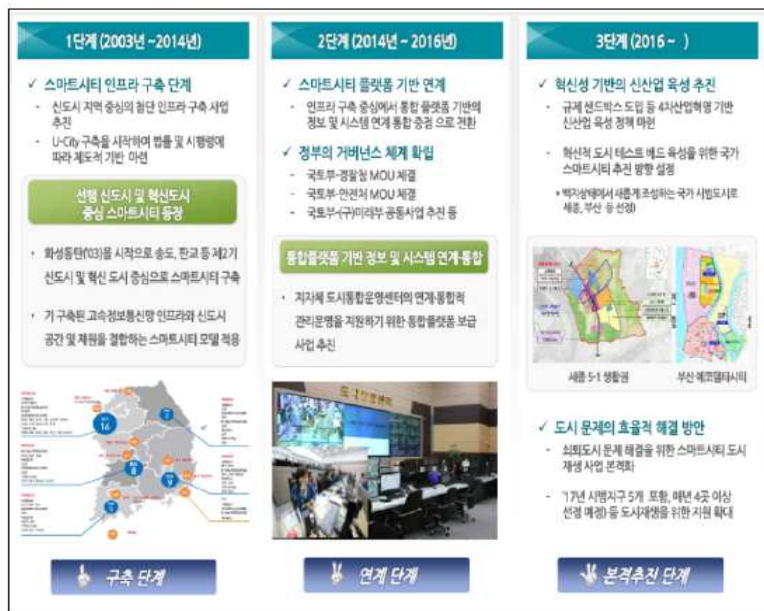 1단계 (2003년 ~2014년)
✓ 스마트시티 인프라 구축 단계
- 신도시 지역 중심의 첨단 인프라 구축 사업
추진
- U-City 구축을 시작하여 법률 및 시행령에
따라 제도적 기반 마련
선행 신도시 및 혁신도시
중심 스마트시티 등장
· 화성동탄('03)을 시작으로 송도, 판교 등 제2기
신도시 및 혁신 도시 중심으로 스마트시티 구축
· 기 구축된 고속정보통신망 인프라와 신도시
공간 및 재원을 결합하는 스마트시티 모델 적용
16
7
8
9
구축 단계
2단계 (2014년 ~ 2016년)
✓ 스마트시티 플랫폼 기반 연계
- 인프라 구축 중심에서 통합 플랫폼 기반의
정보 및 시스템 연계 통합 중점 으로 전환
✓ 정부의 거버넌스 체계 확립
- 국토부-경찰청 MOU 체결
- 국토부-안전처 MOU 체결
- 국토부-(구)미래부 공동사업 추진 등
통합플랫폼 기반 정보 및 시스템 연계·통합
· 지자체 도시통합운영센터의 연계·통합적
관리운영을 지원하기 위한 통합플랫폼 보급
사업 추진
연계 단계
3단계 (2016 ~ )
✓ 혁신성 기반의 신산업 육성 추진
- 규제 샌드박스 도입 등 4차산업혁명 기반
신산업 육성 정책 마련
- 혁신적 도시 테스트 베드 육성을 위한 국가
스마트시티 추진 방향 설정
* 백지상태에서 새롭게 조성하는 국가 시범도시로
세종, 부산 등 선정)
세종 5-1 생활권
부산·에코델타시티
✓ 도시 문제의 효율적 해결 방안
- 쇠퇴도시 문제 해결을 위한 스마트시티 도시
재생 사업 본격화
- '17년 시범지구 5개 포함, 매년 4곳 이상
선정 예정) 등 도시재생을 위한 지원 확대
본격추진 단계